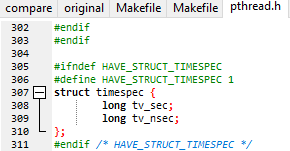 compare original Makefile Makefile pthread.h
302 #endif
303 #endif
304
305 #ifndef HAVE_STRUCT_TIMESPEC
306 #define HAVE_STRUCT_TIMESPEC 1
307 struct timespec {
308 long tv_sec;
309 long tv_nsec;
310 };
311 #endif /* HAVE_STRUCT_TIMESPEC */